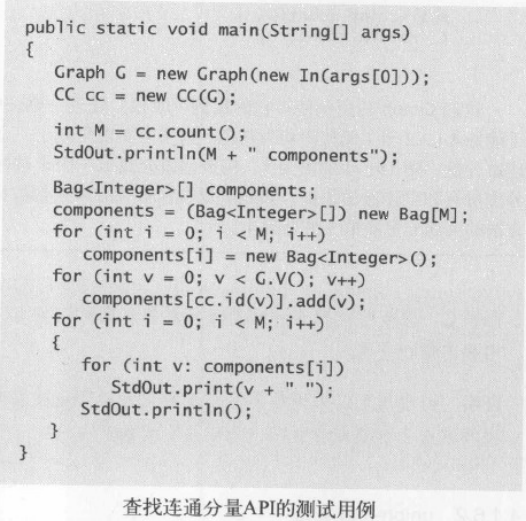 public static void main(String[] args)
{
Graph G = new Graph(new In(args[0]));
CC cc = new CC(G);
int M = cc.count();
StdOut.println(M + " components");
Bag<Integer>[] components;
components = (Bag<Integer>[]) new Bag[M];
for (int i = 0; i < M; i++)
components[i] = new Bag<Integer>();
for (int v = 0; v < G.V(); v++)
components[cc.id(v)].add(v);
for (int i = 0; i < M; i++)
{
for (int v: components[i])
StdOut.print(v + " ");
StdOut.println();
}
}
查找连通分量API的测试用例